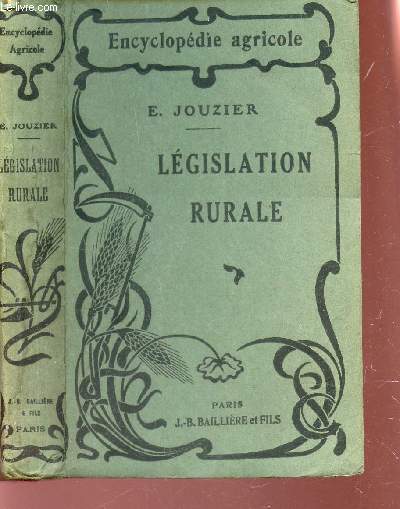 Le-livre.com
Encyclopédie
Agricole
E. JOUZIER
LÉGISLATION
RURALE
J.-B. BAILLIÈRE
& FILS
PARIS
Encyclopédie agricole
E. JOUZIER
LÉGISLATION
RURALE
PARIS
J.-B. BAILLIÈRE et FILS